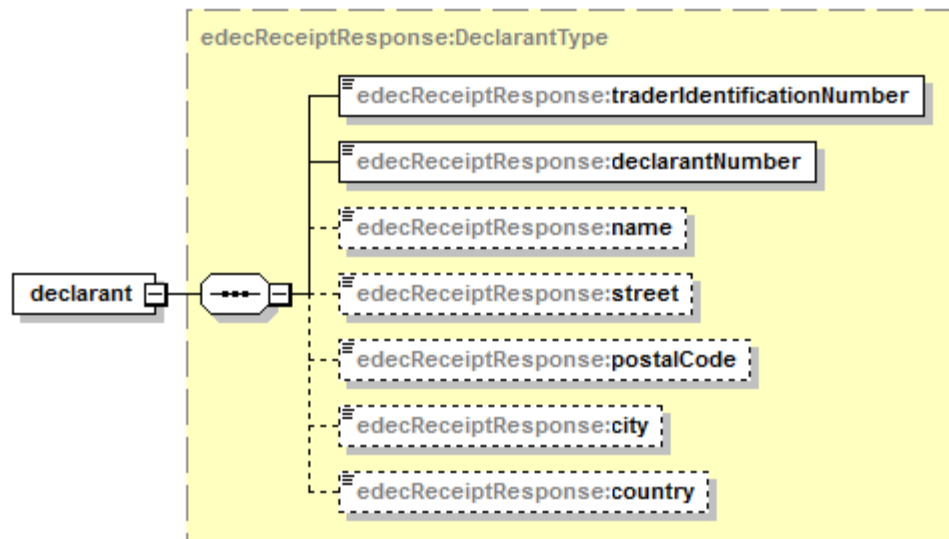 edecReceiptResponse:DeclarantType
edecReceiptResponse:traderIdentificationNumber
edecReceiptResponse:declarantNumber
edecReceiptResponse:name
declarant
edecReceiptResponse:street
edecReceiptResponse:postalCode
edecReceiptResponse:city
edecReceiptResponse:country